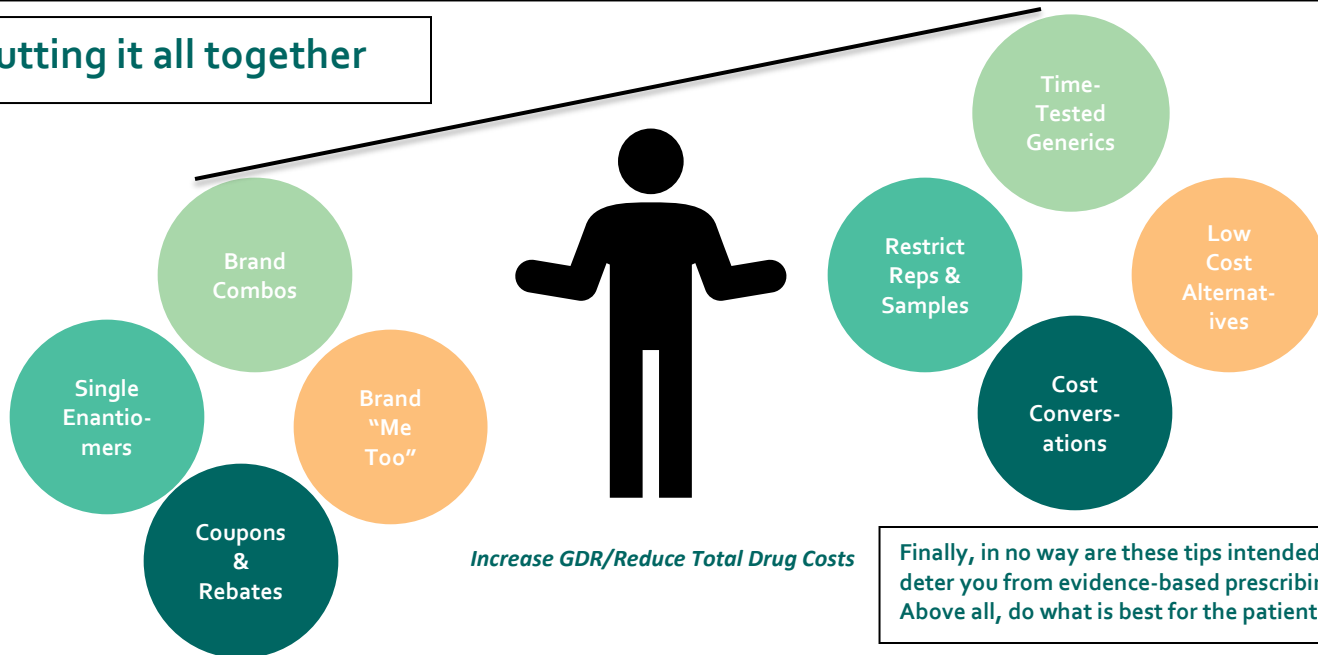 utting it all together
Time-
Tested
Generics
Brand
Combos
Restrict
Reps &
Samples
Low
Cost
Alternat-
ives
Single
Enantio-
mers
Brand
“Me
Too”
Cost
Convers-
ations
Coupons
&
Rebates
Increase GDR/Reduce Total Drug Costs
Finally, in no way are these tips intended
deter you from evidence-based prescribin
Above all, do what is best for the patient